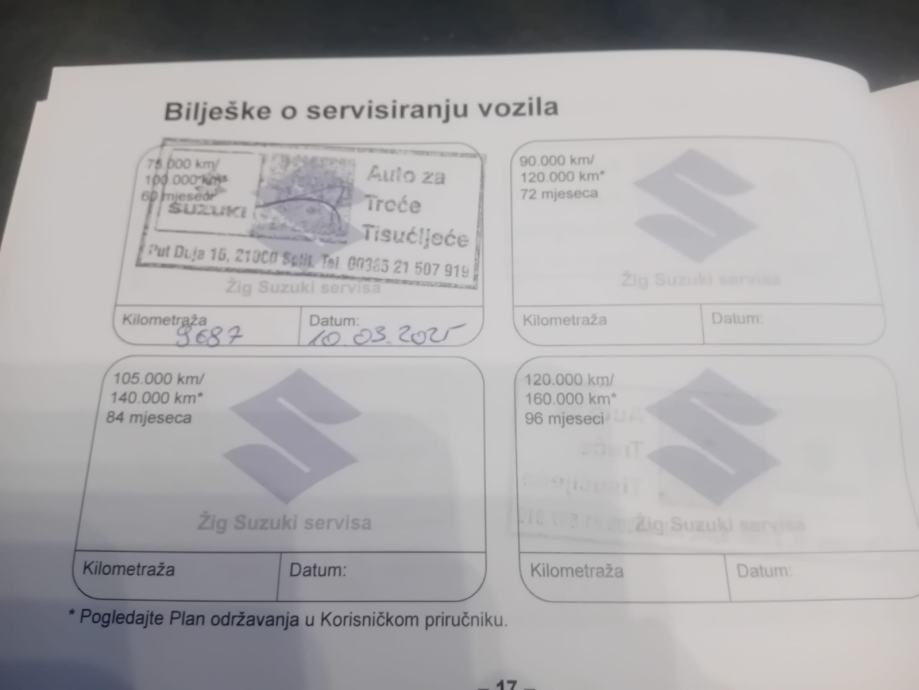 Bilješke o servisiranju vozila
75.000 km/
100.000 km*
60 mjeseci
SUZUKI
Auto za
Treće
Tisućljeće
Put Duja 15, 21000 Split, Tel. 00385 21 507 919
Žig Suzuki servisa
Kilometraža
9687
Datum:
10.03.2025
90.000 km/
120.000 km*
72 mjeseca
Žig Suzuki servisa
Kilometraža
Datum:
105.000 km/
140.000 km*
84 mjeseca
Žig Suzuki servisa
Kilometraža
Datum:
120.000 km/
160.000 km*
96 mjeseci
Žig Suzuki servisa
Kilometraža
Datum:
* Pogledajte Plan održavanja u Korisničkom priručniku.
– 17 –